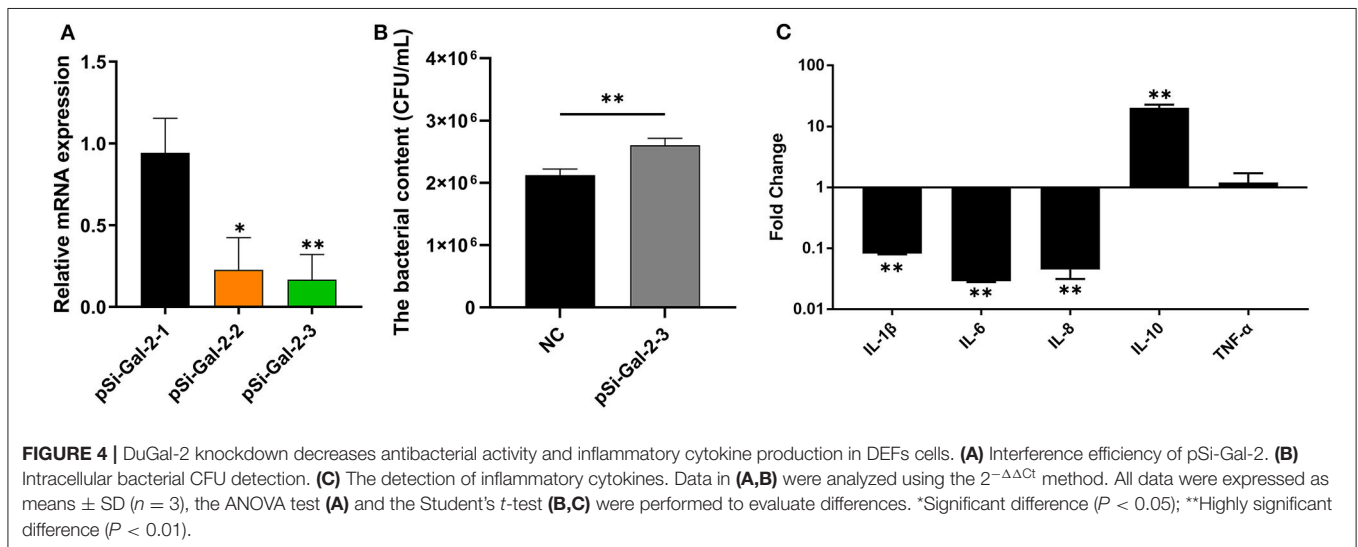 A
Relative mRNA expression
1.5
1.0
0.5
0.0
*
**
pSi-Gal-2-1
pSi-Gal-2-2
pSi-Gal-2-3
B
The bacterial content (CFU/mL)
4×10⁶
3×10⁶
2×10⁶
1×10⁶
0
**
NC
pSi-Gal-2-3
C
Fold Change
100
10
1
0.1
0.01
**
**
**
**
IL-1β
IL-6
IL-8
IL-10
TNF-α
FIGURE 4 | DuGal-2 knockdown decreases antibacterial activity and inflammatory cytokine production in DEFs cells. (A) Interference efficiency of pSi-Gal-2. (B)
Intracellular bacterial CFU detection. (C) The detection of inflammatory cytokines. Data in (A,B) were analyzed using the 2⁻ΔΔCt method. All data were expressed as
means ± SD (n = 3), the ANOVA test (A) and the Student's t-test (B,C) were performed to evaluate differences. *Significant difference (P < 0.05); **Highly significant
difference (P < 0.01).